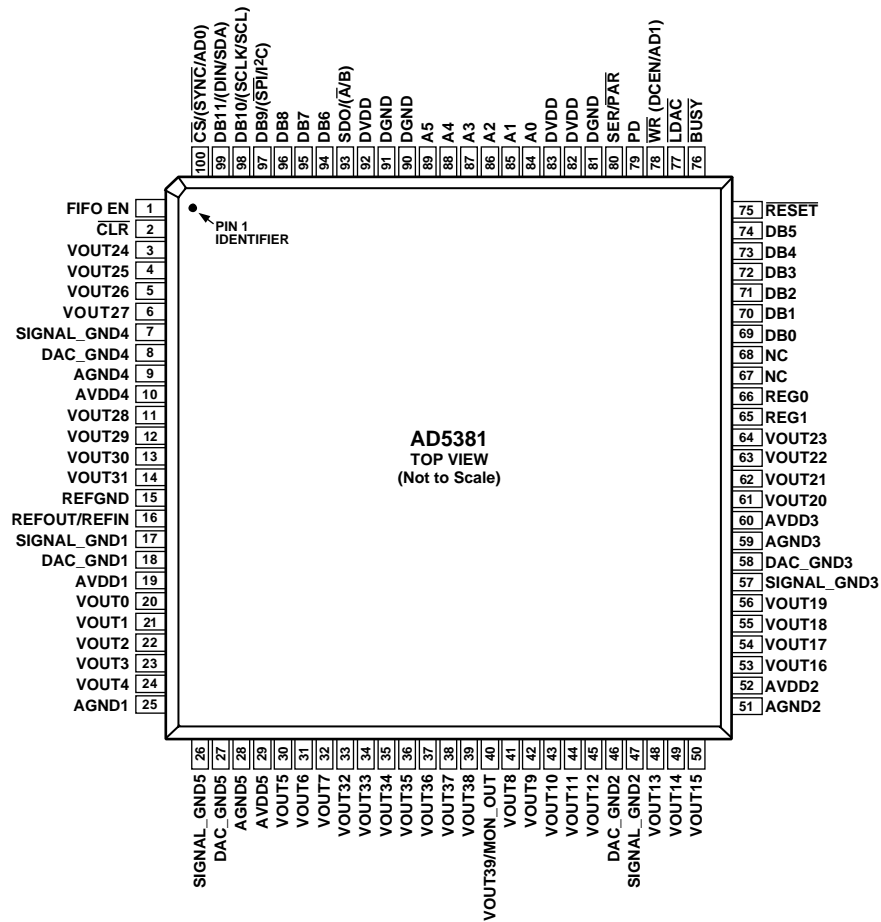 CS/(SYNC/AD0)
DB11/(DIN/SDA)
DB10/(SCLK/SCL)
DB9/(SPI/I²C)
DB8
DB7
DB6
SDO/(A/B)
DVDD
DGND
DGND
A5
A4
A3
A2
A1
A0
DVDD
DVDD
DGND
SER/PAR
PD
WR (DCEN/AD1)
LDAC
BUSY
100
99
98
97
96
95
94
93
92
91
90
89
88
87
86
85
84
83
82
81
80
79
78
77
76
FIFO EN 1
CLR 2
VOUT24 3
VOUT25 4
VOUT26 5
VOUT27 6
SIGNAL_GND4 7
DAC_GND4 8
AGND4 9
AVDD4 10
VOUT28 11
VOUT29 12
VOUT30 13
VOUT31 14
REFGND 15
REFOUT/REFIN 16
SIGNAL_GND1 17
DAC_GND1 18
AVDD1 19
VOUT0 20
VOUT1 21
VOUT2 22
VOUT3 23
VOUT4 24
AGND1 25
PIN 1
IDENTIFIER
AD5381
TOP VIEW
(Not to Scale)
75 RESET
74 DB5
73 DB4
72 DB3
71 DB2
70 DB1
69 DB0
68 NC
67 NC
66 REG0
65 REG1
64 VOUT23
63 VOUT22
62 VOUT21
61 VOUT20
60 AVDD3
59 AGND3
58 DAC_GND3
57 SIGNAL_GND3
56 VOUT19
55 VOUT18
54 VOUT17
53 VOUT16
52 AVDD2
51 AGND2
26
27
28
29
30
31
32
33
34
35
36
37
38
39
40
41
42
43
44
45
46
47
48
49
50
SIGNAL_GND5
DAC_GND5
AGND5
AVDD5
VOUT5
VOUT6
VOUT7
VOUT32
VOUT33
VOUT34
VOUT35
VOUT36
VOUT37
VOUT38
VOUT39/MON_OUT
VOUT8
VOUT9
VOUT10
VOUT11
VOUT12
DAC_GND2
SIGNAL_GND2
VOUT13
VOUT14
VOUT15